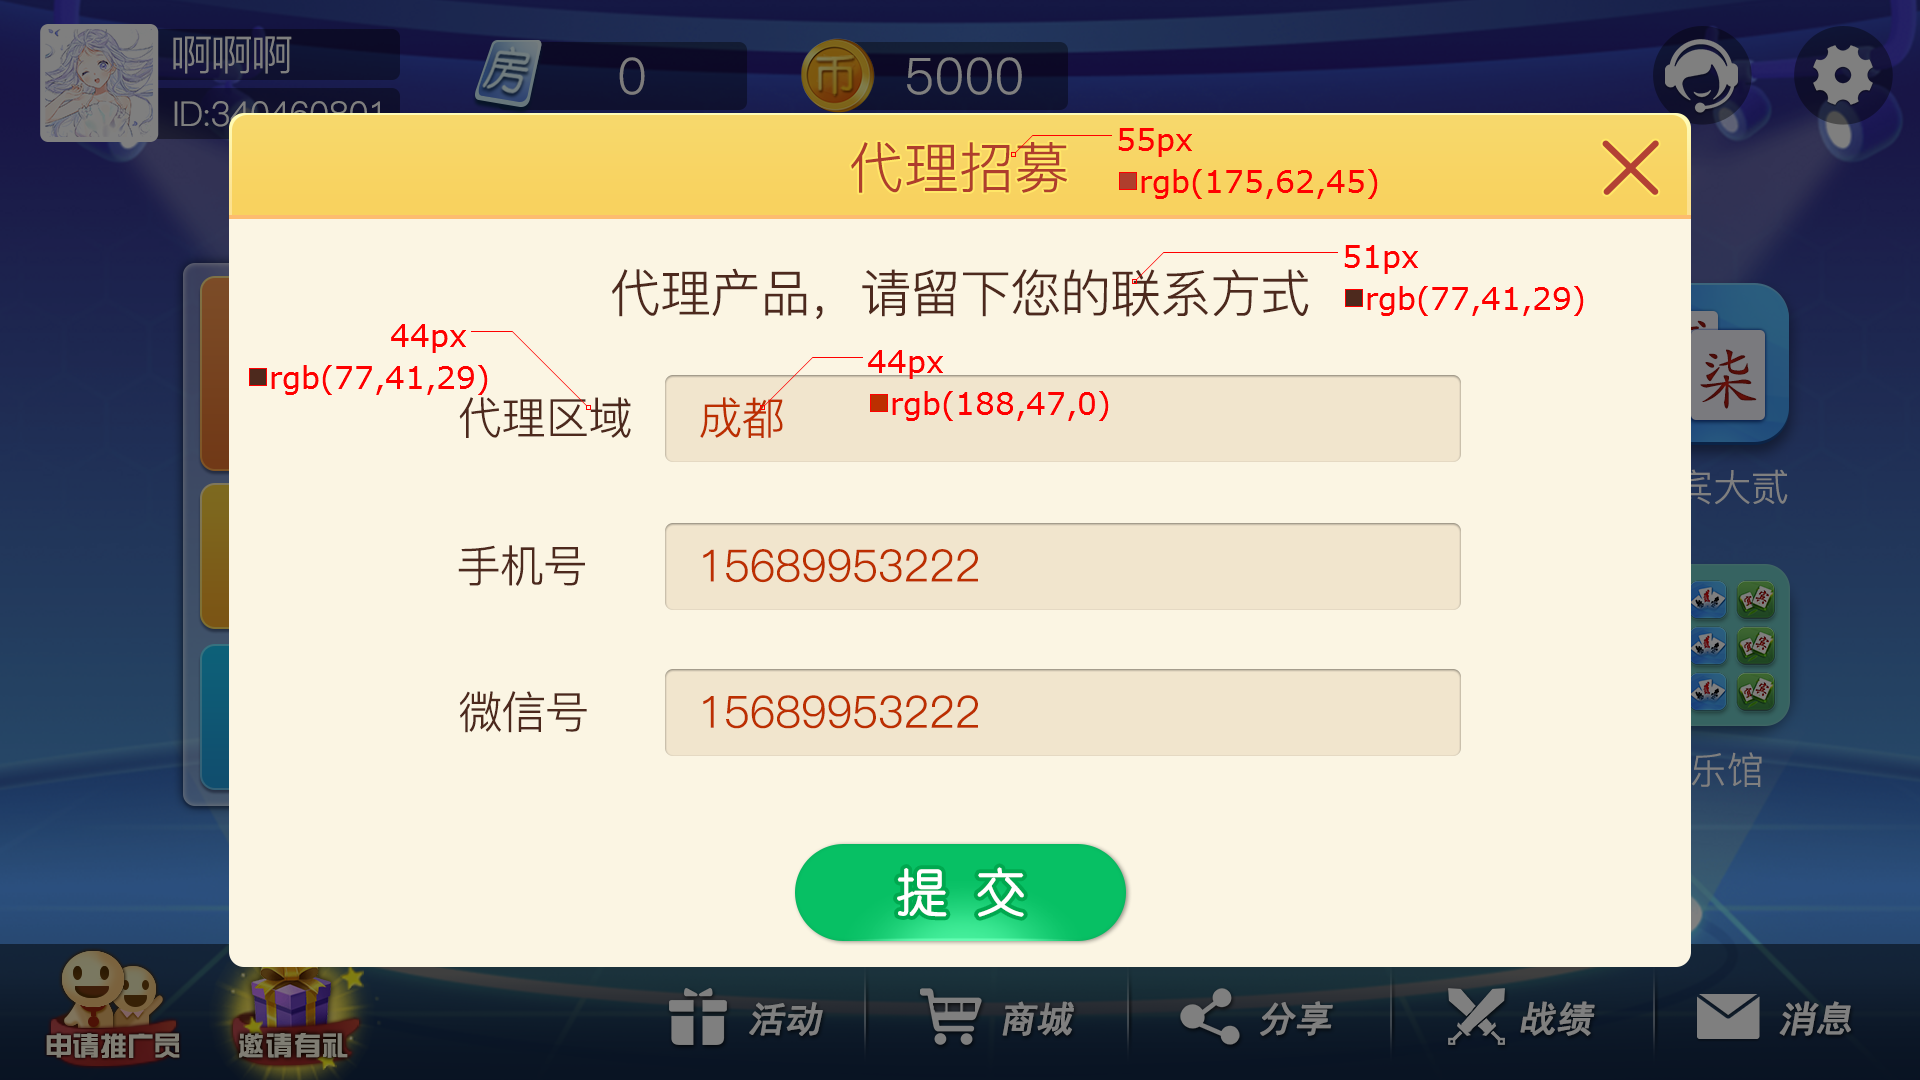 啊啊啊
房
0
币
5000
代理招募
55px
rgb(175,62,45)
代理产品，请留下您的联系方式
51px
rgb(77,41,29)
44px
rgb(77,41,29)
代理区域
成都
44px
rgb(188,47,0)
柒
宾大贰
手机号
15689953222
微信号
15689953222
乐馆
提 交
申请推广员
邀请有礼
活动
商城
分享
战绩
消息